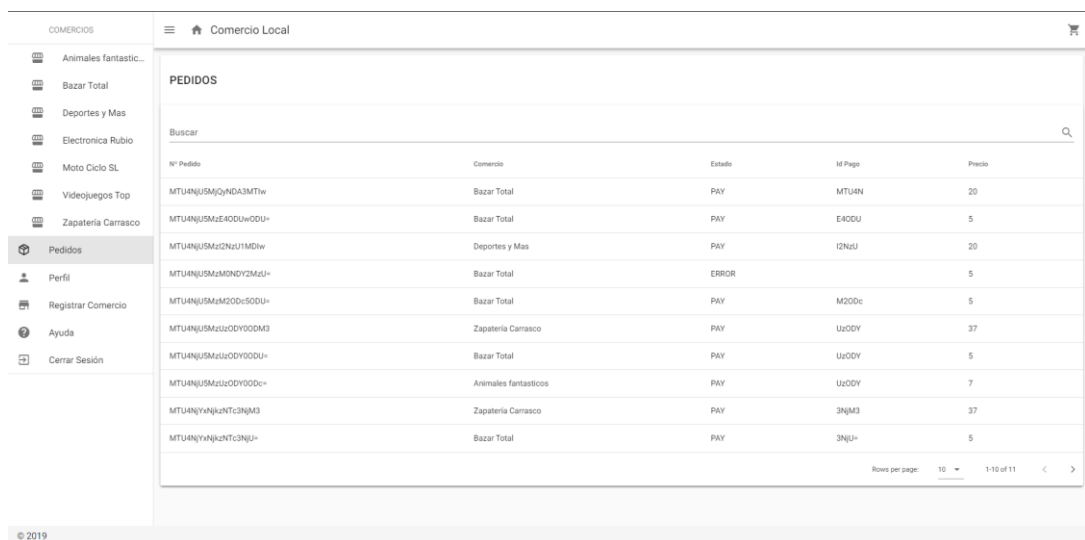 COMERCIOS
Animales fantastic...
Bazar Total
Deportes y Mas
Electronica Rubio
Moto Ciclo SL
Videojuegos Top
Zapatería Carrasco
Pedidos
Perfil
Registrar Comercio
Ayuda
Cerrar Sesión
© 2019
Comercio Local
PEDIDOS
Buscar
Nº Pedido Comercio Estado Id Pago Precio
MTU4NjU5MjQyNDA3MTIw Bazar Total PAY MTU4N 20
MTU4NjU5MzE4ODUwODU= Bazar Total PAY E4ODU 5
MTU4NjU5MzI2NzU1MDIw Deportes y Mas PAY I2NzU 20
MTU4NjU5MzM0NDY2MzU= Bazar Total ERROR 5
MTU4NjU5MzM2ODc5ODU= Bazar Total PAY M2ODc 5
MTU4NjU5MzUzODY0ODM3 Zapatería Carrasco PAY UzODY 37
MTU4NjU5MzUzODY0ODU= Bazar Total PAY UzODY 5
MTU4NjU5MzUzODY0ODc= Animales fantasticos PAY UzODY 7
MTU4NjYxNjkzNTc3NjM3 Zapatería Carrasco PAY 3NjM3 37
MTU4NjYxNjkzNTc3NjU= Bazar Total PAY 3NjU= 5
Rows per page: 10 1-10 of 11